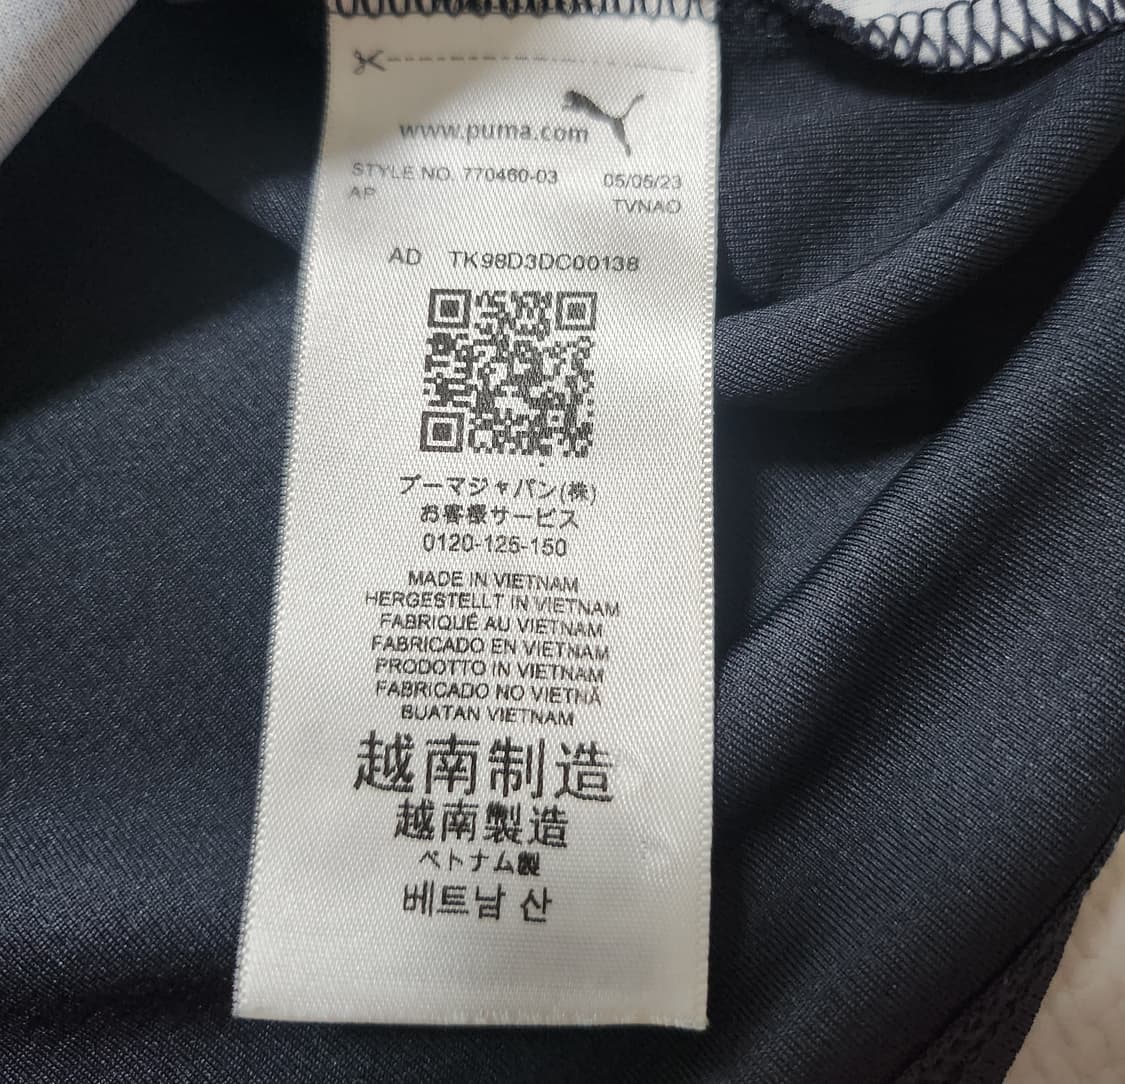 www.puma.com
STYLE NO. 770460-03 05/05/23
AP TVNAO
AD TK98D3DC00138
プーマジャパン(株)
お客様サービス
0120-125-150
MADE IN VIETNAM
HERGESTELLT IN VIETNAM
FABRIQUÉ AU VIETNAM
FABRICADO EN VIETNAM
PRODOTTO IN VIETNAM
FABRICADO NO VIETNÃ
BUATAN VIETNAM
越南制造
越南製造
ベトナム製
베트남 산